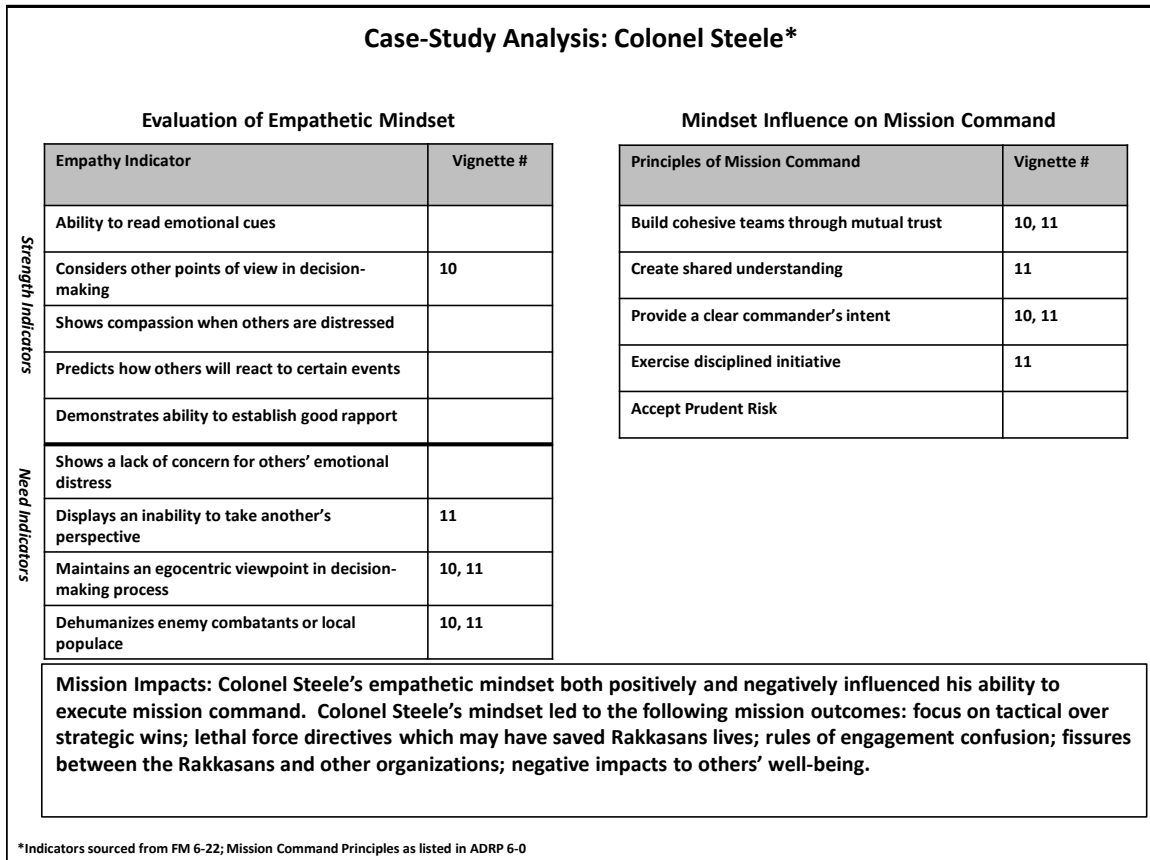 Case-Study Analysis: Colonel Steele*
Evaluation of Empathetic Mindset
Empathy Indicator Vignette #
Strength Indicators
Ability to read emotional cues
Considers other points of view in decision- 10
making
Shows compassion when others are distressed
Predicts how others will react to certain events
Demonstrates ability to establish good rapport
Need Indicators
Shows a lack of concern for others' emotional
distress
Displays an inability to take another's 11
perspective
Maintains an egocentric viewpoint in decision- 10, 11
making process
Dehumanizes enemy combatants or local 10, 11
populace
Mindset Influence on Mission Command
Principles of Mission Command Vignette #
Build cohesive teams through mutual trust 10, 11
Create shared understanding 11
Provide a clear commander's intent 10, 11
Exercise disciplined initiative 11
Accept Prudent Risk
Mission Impacts: Colonel Steele's empathetic mindset both positively and negatively influenced his ability to
execute mission command. Colonel Steele's mindset led to the following mission outcomes: focus on tactical over
strategic wins; lethal force directives which may have saved Rakkasans lives; rules of engagement confusion; fissures
between the Rakkasans and other organizations; negative impacts to others' well-being.
*Indicators sourced from FM 6-22; Mission Command Principles as listed in ADRP 6-0